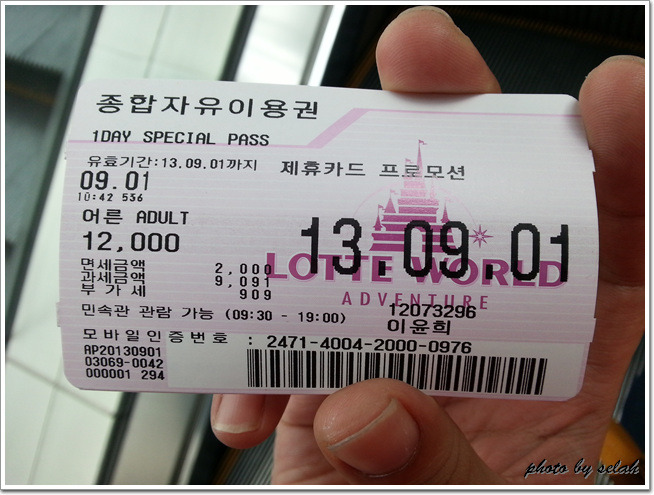 종합자유이용권
1DAY SPECIAL PASS
유효기간:13.09.01까지
제휴카드 프로모션
09.01
10:42 536
어른 ADULT
12,000
13.09.01
LOTTE WORLD
ADVENTURE
면세금액 2,000
과세금액 9,091
부가세 909
민속관 관람 가능 (09:30 - 19:00)
12073296
이윤희
모바일인증번호 : 2471-4004-2000-0976
AP20130901
03069-0042
000001 294
photo by selah